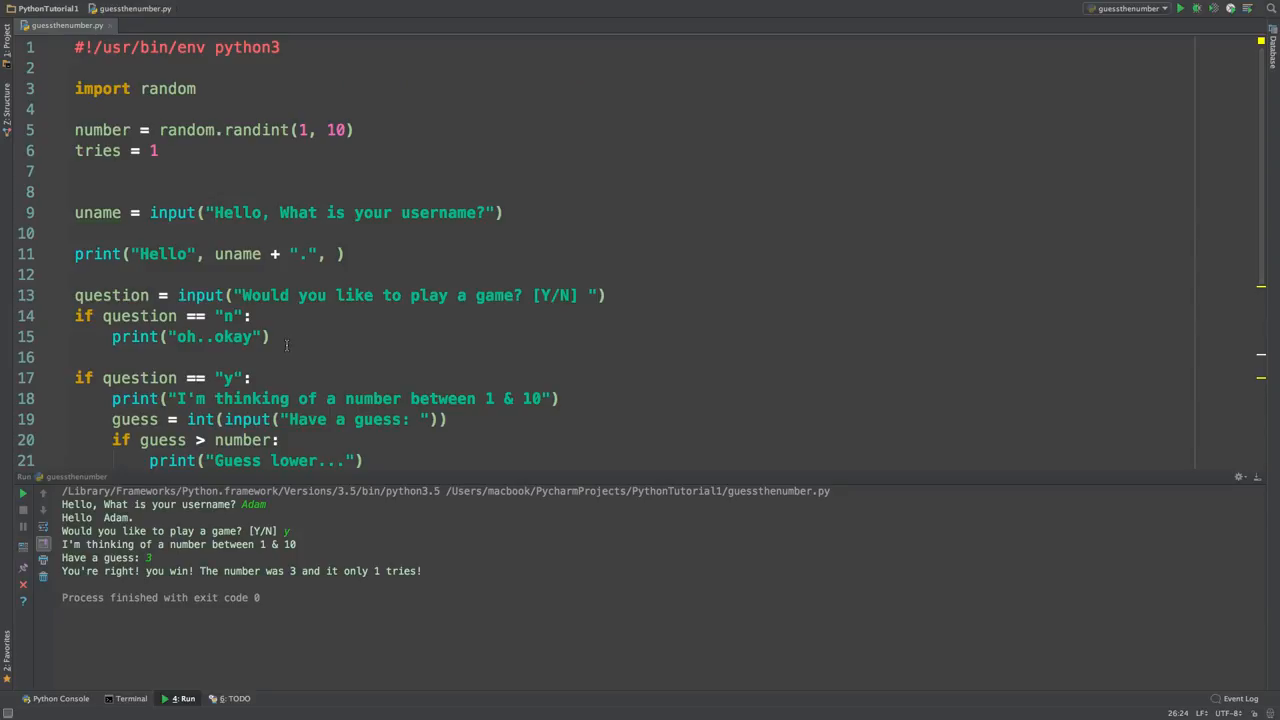 PythonTutorial1 guessthenumber.py
guessthenumber
guessthenumber.py
1: Project
Z: Structure
2: Favorites
Database
1 #!/usr/bin/env python3
2
3 import random
4
5 number = random.randint(1, 10)
6 tries = 1
7
8
9 uname = input("Hello, What is your username?")
10
11 print("Hello", uname + ".", )
12
13 question = input("Would you like to play a game? [Y/N] ")
14 if question == "n":
15 print("oh..okay")
16
17 if question == "y":
18 print("I'm thinking of a number between 1 & 10")
19 guess = int(input("Have a guess: "))
20 if guess > number:
21 print("Guess lower...")
Run guessthenumber
/Library/Frameworks/Python.framework/Versions/3.5/bin/python3.5 /Users/macbook/PycharmProjects/PythonTutorial1/guessthenumber.py
Hello, What is your username? Adam
Hello  Adam.
Would you like to play a game? [Y/N] y
I'm thinking of a number between 1 & 10
Have a guess: 3
You're right! you win! The number was 3 and it only 1 tries!
Process finished with exit code 0
Python Console Terminal 4: Run 6: TODO Event Log
26:24 LF÷ UTF-8÷